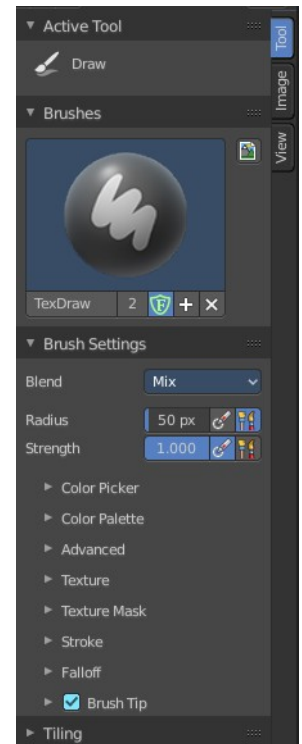 Active Tool
Draw
Brushes
TexDraw 2 F
Brush Settings
Blend Mix
Radius 50 px
Strength 1.000
Color Picker
Color Palette
Advanced
Texture
Texture Mask
Stroke
Falloff
Brush Tip
Tiling
Tool
Image
View